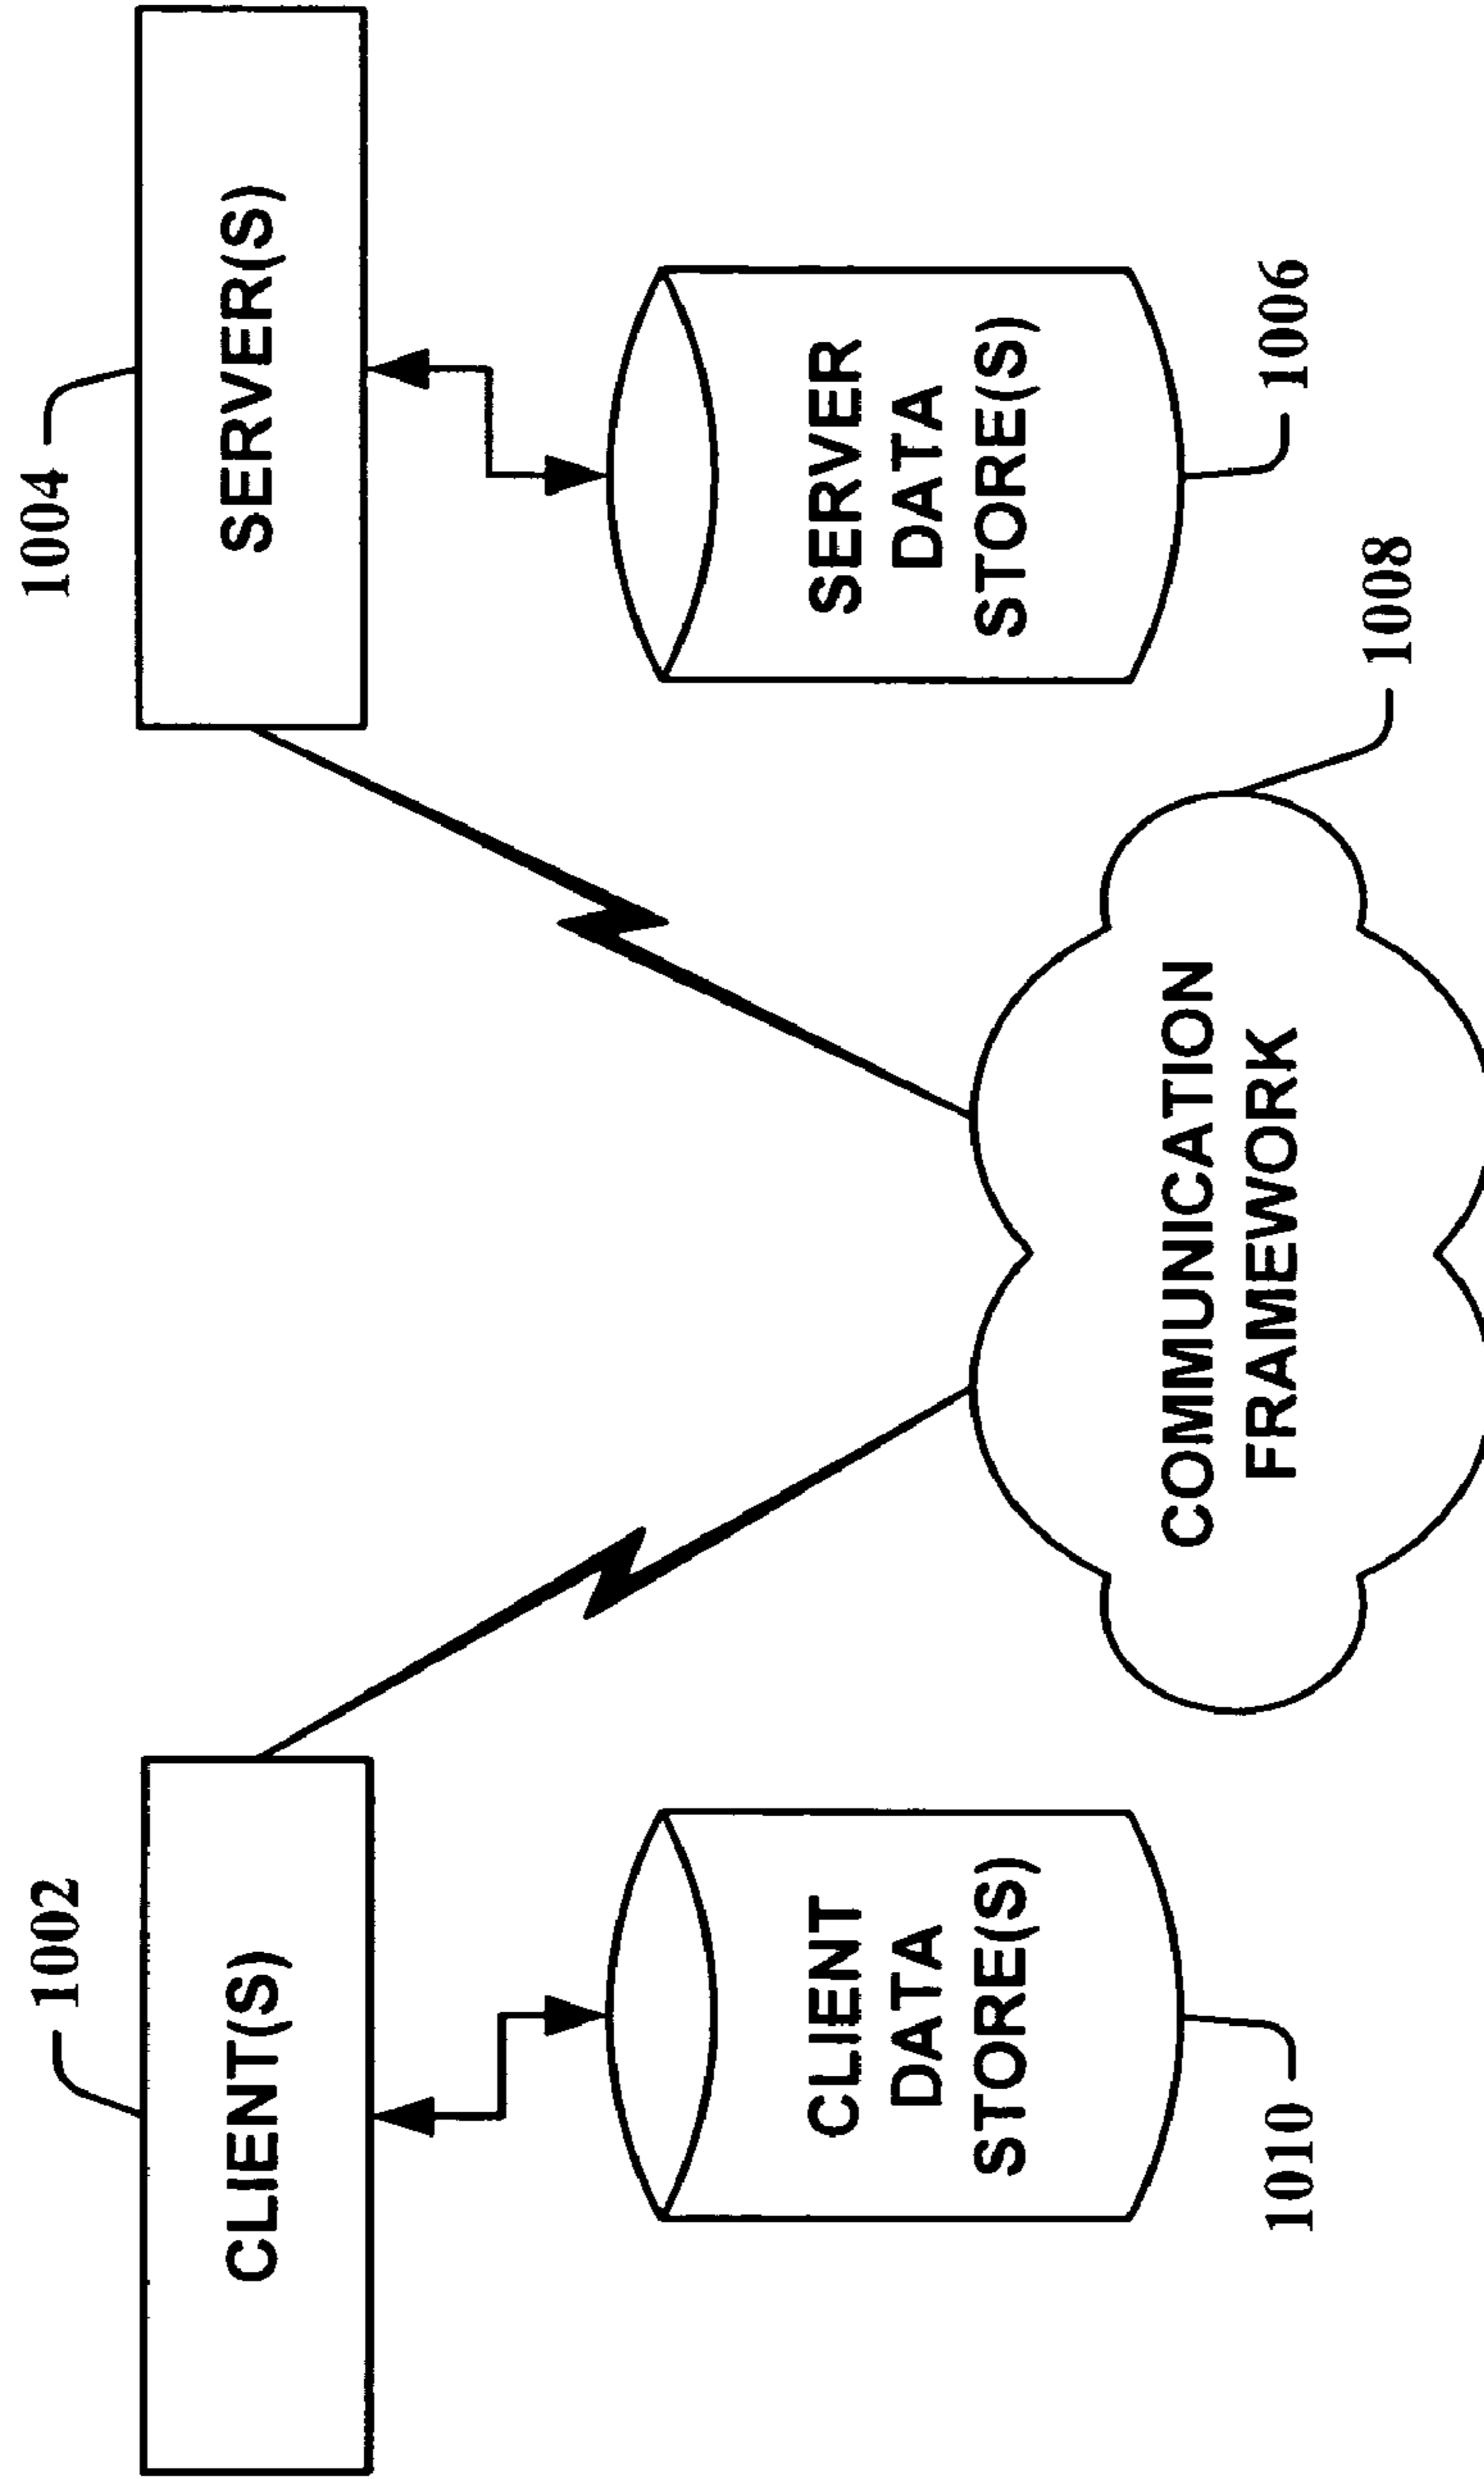 1002
1004
CLIENT(S)
SERVER(S)
CLIENT
DATA
STORE(S)
SERVER
DATA
STORE(S)
1010
1006
COMMUNICATION
FRAMEWORK
1008